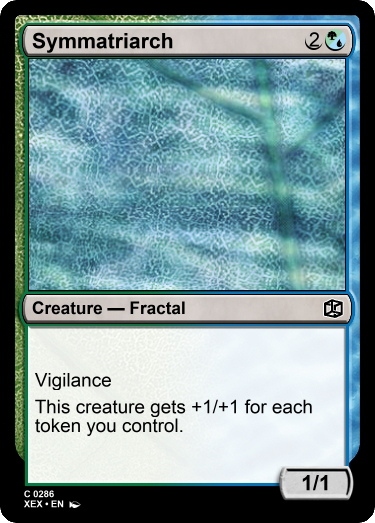 Symmatriarch 2
Creature — Fractal
Vigilance
This creature gets +1/+1 for each
token you control.
1/1
C 0286
XEX • EN